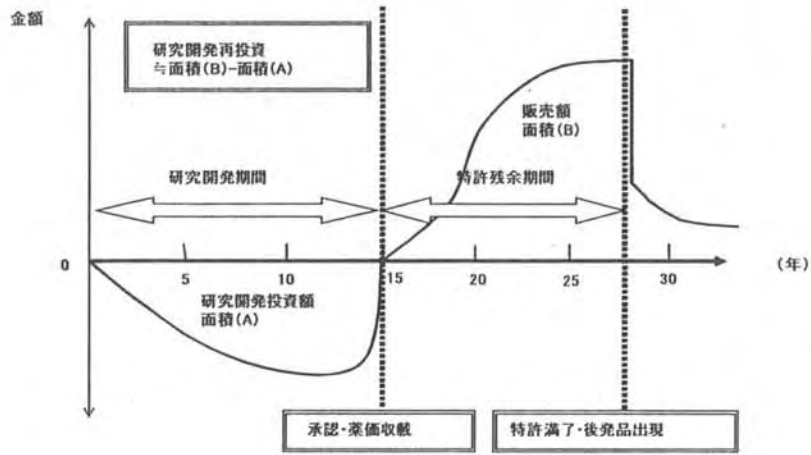 金額
研究開発再投資
≒面積(B)-面積(A)
販売額
面積(B)
研究開発期間
特許残余期間
0
5
10
15
20
25
30
(年)
研究開発投資額
面積(A)
承認・薬価収載
特許満了・後発品出現